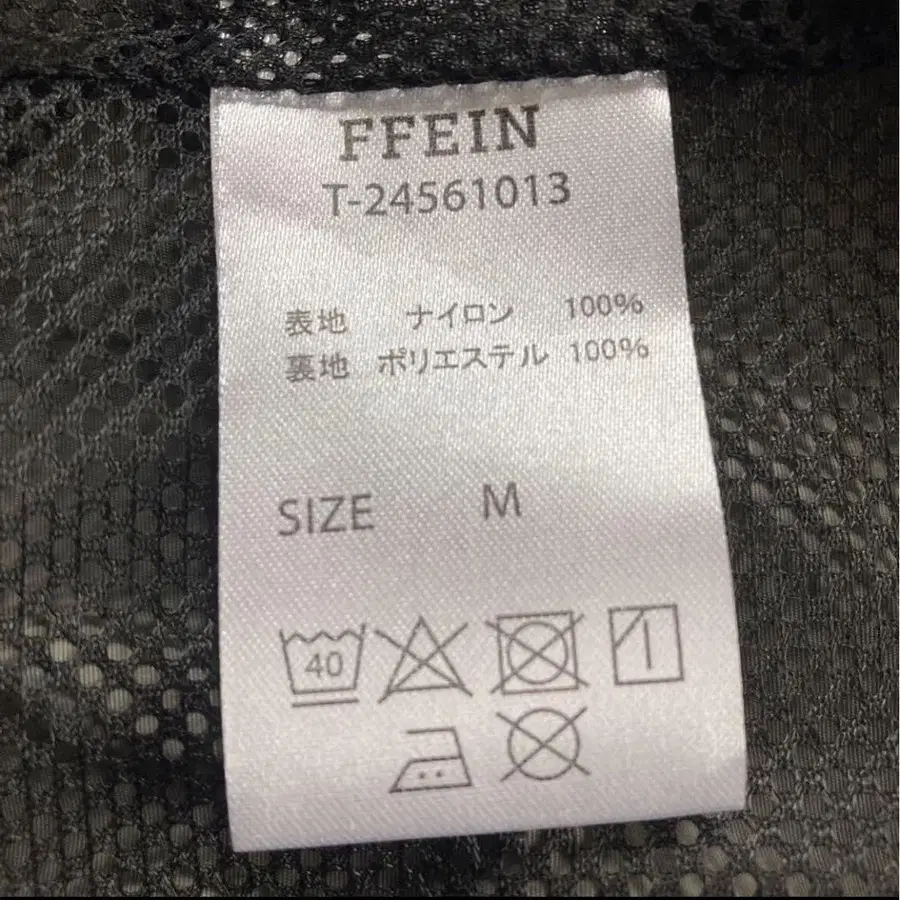 FFEIN
T-24561013
表地 ナイロン 100%
裏地 ポリエステル 100%
SIZE M
40